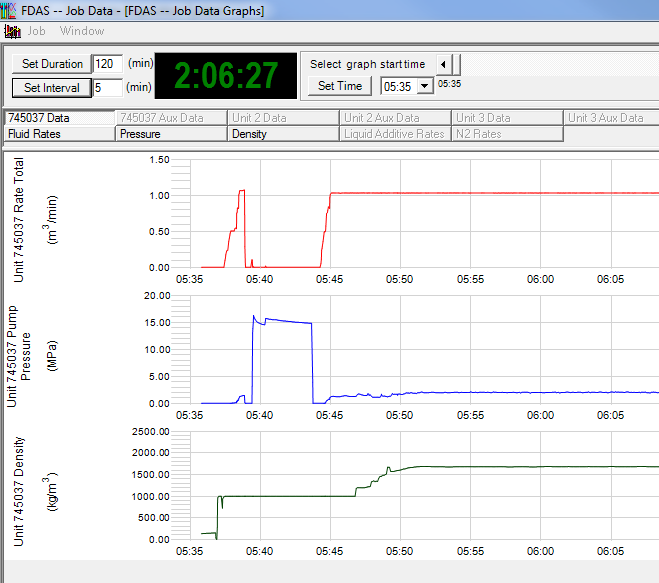 FDAS -- Job Data - [FDAS -- Job Data Graphs]
Job Window
Set Duration 120 (min) 2:06:27 Select graph start time
Set Interval 5 (min) Set Time 05:35 05:35
745037 Data 745037 Aux Data Unit 2 Data Unit 2 Aux Data Unit 3 Data Unit 3 Aux Data
Fluid Rates Pressure Density Liquid Additive Rates N2 Rates
Unit 745037 Rate Total
(m³/min)
1.50
1.00
0.50
0.00
05:35 05:40 05:45 05:50 05:55 06:00 06:05
Unit 745037 Pump
Pressure
(MPa)
20.00
15.00
10.00
5.00
0.00
05:35 05:40 05:45 05:50 05:55 06:00 06:05
Unit 745037 Density
(kg/m³)
2500.00
2000.00
1500.00
1000.00
500.00
0.00
05:35 05:40 05:45 05:50 05:55 06:00 06:05